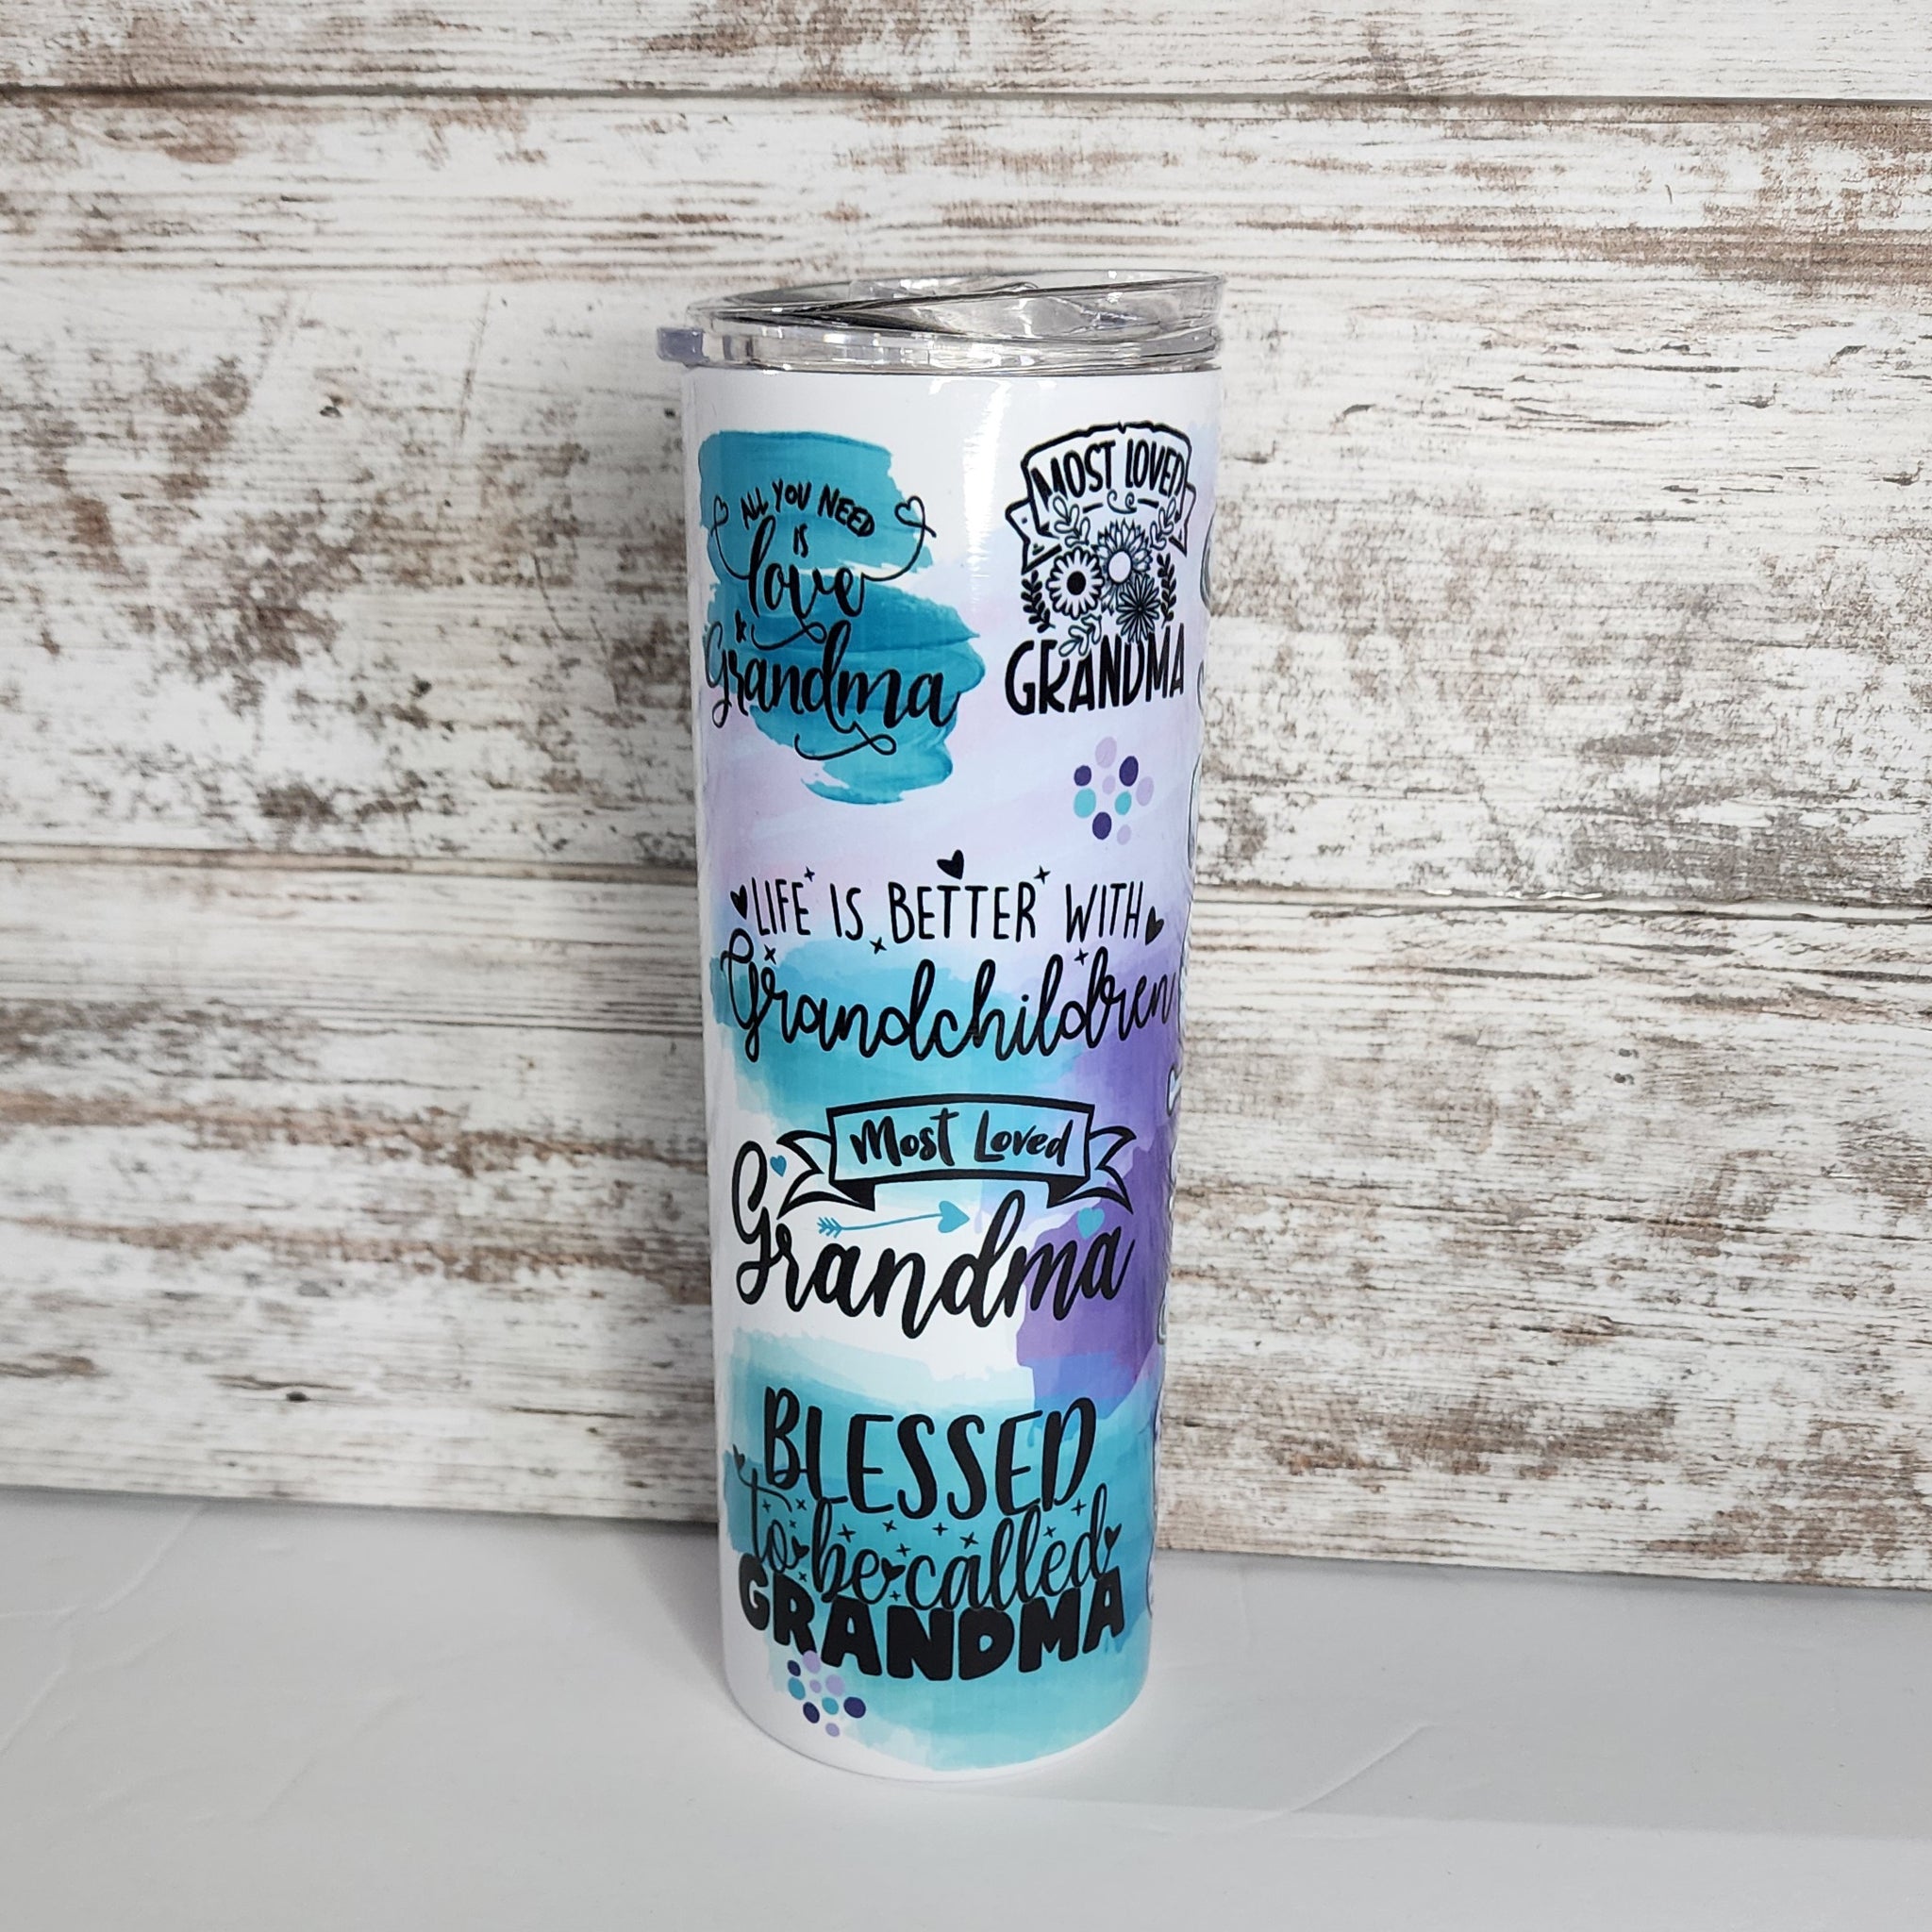 ALL YOU NEED
IS
love
&
Grandma
MOST LOVED
GRANDMA
LIFE IS BETTER WITH
Grandchildren
Most Loved
Grandma
BLESSED
to be called
GRANDMA